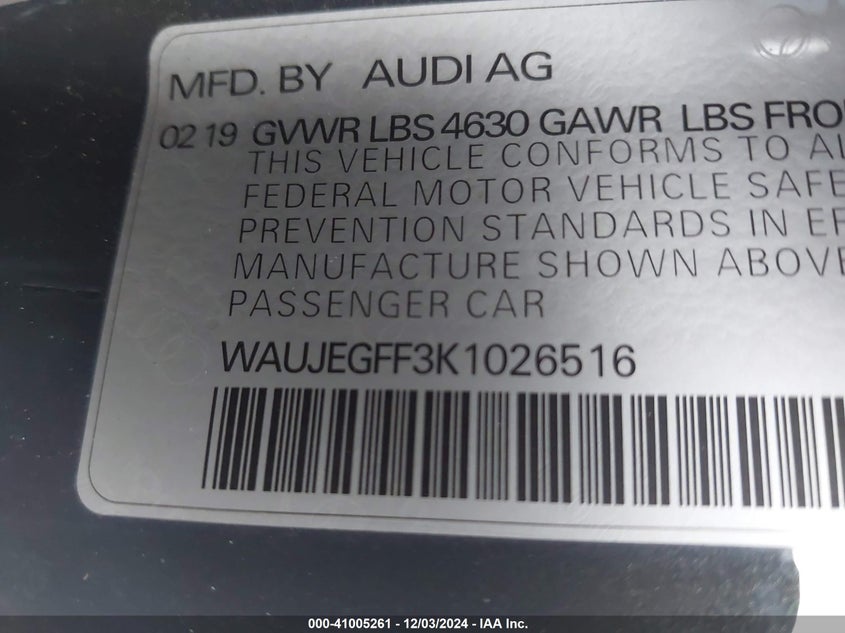 MFD. BY AUDI AG
02 19 GVWR LBS 4630 GAWR LBS
THIS VEHICLE CONFORMS TO
FEDERAL MOTOR VEHICLE
PREVENTION STANDARDS IN
MANUFACTURE SHOWN ABOVE
PASSENGER CAR
WAUJEGFF3K1026516
000-41005261 - 12/03/2024 - IAA Inc.